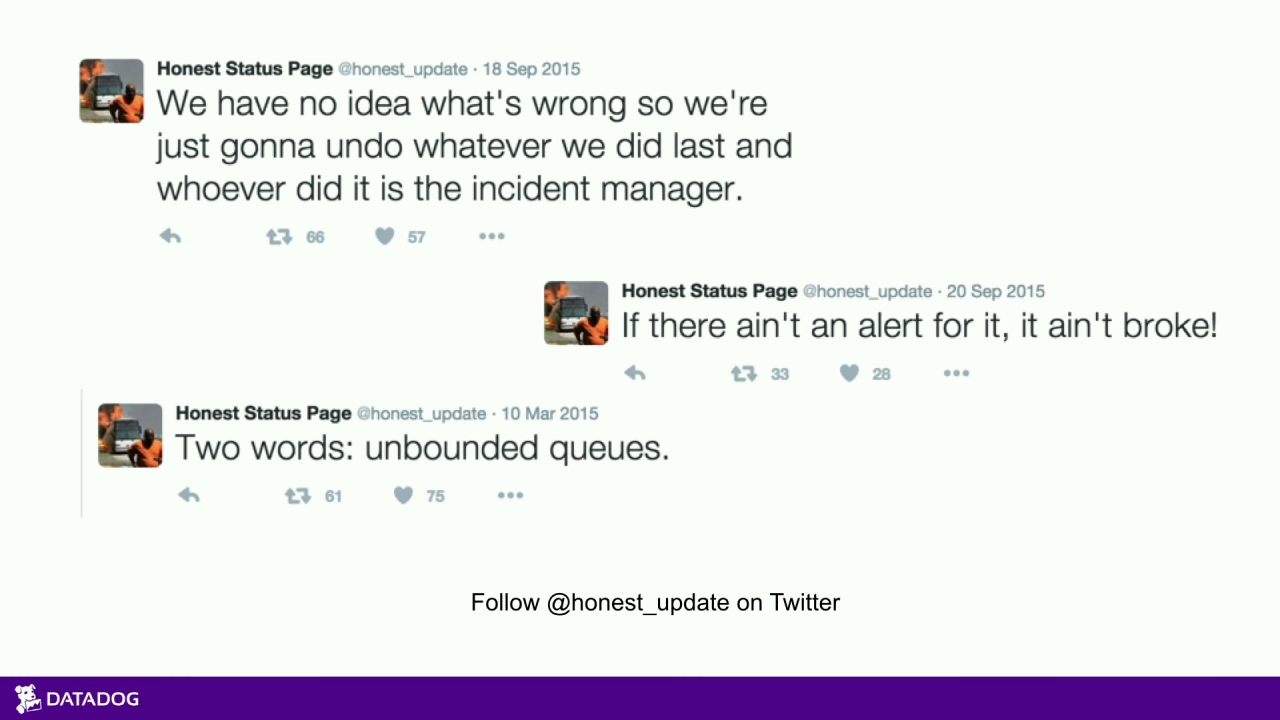 Honest Status Page @honest_update · 18 Sep 2015
We have no idea what's wrong so we're
just gonna undo whatever we did last and
whoever did it is the incident manager.
66 57
Honest Status Page @honest_update · 20 Sep 2015
If there ain't an alert for it, it ain't broke!
33 28
Honest Status Page @honest_update · 10 Mar 2015
Two words: unbounded queues.
61 75
Follow @honest_update on Twitter
DATADOG